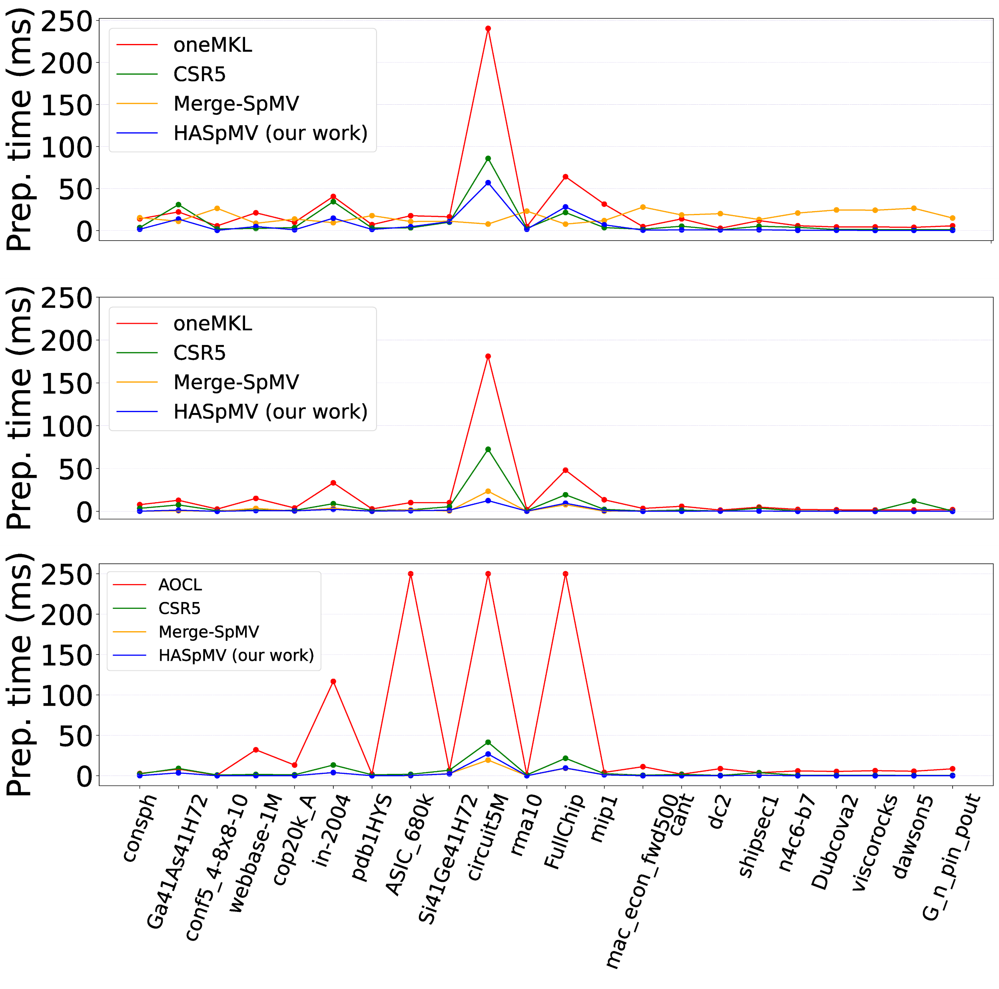 Prep. time (ms)
250
200
150
100
50
0
oneMKL
CSR5
Merge-SpMV
HASpMV (our work)
Prep. time (ms)
250
200
150
100
50
0
oneMKL
CSR5
Merge-SpMV
HASpMV (our work)
Prep. tiime (ms)
250
200
150
100
50
0
AOCL
CSR5
Merge-SpMV
HASpMV (our work)
consph
Ga41As41H72
conf5_4-8x8-10
webbase-1M
cop20k_A
in-2004
pdb1HYS
ASIC_680k
Si41Ge41H72
circuit5M
rma10
FullChip
mip1
mac_econ_fwd500
cant
dc2
shipsec1
n4c6-b7
Dubcova2
viscorocks
dawson5
G_n_pin_pout